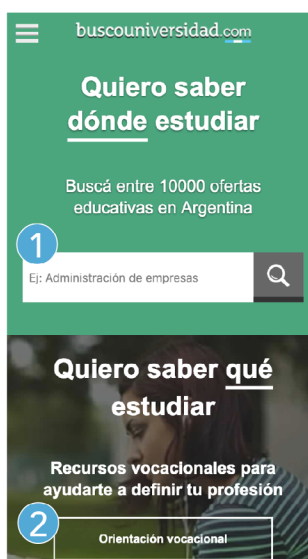 buscouniversidad.com
Quiero saber
dónde estudiar
Buscá entre 10000 ofertas
educativas en Argentina
1
Ej: Administración de empresas
Quiero saber qué
estudiar
Recursos vocacionales para
ayudarte a definir tu profesión
2
Orientación vocacional